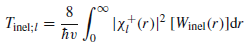 T_{inel;l} = \frac{8}{\hbar v} \int_0^\infty |\chi_l^+(r)|^2 [W_{inel}(r)]dr